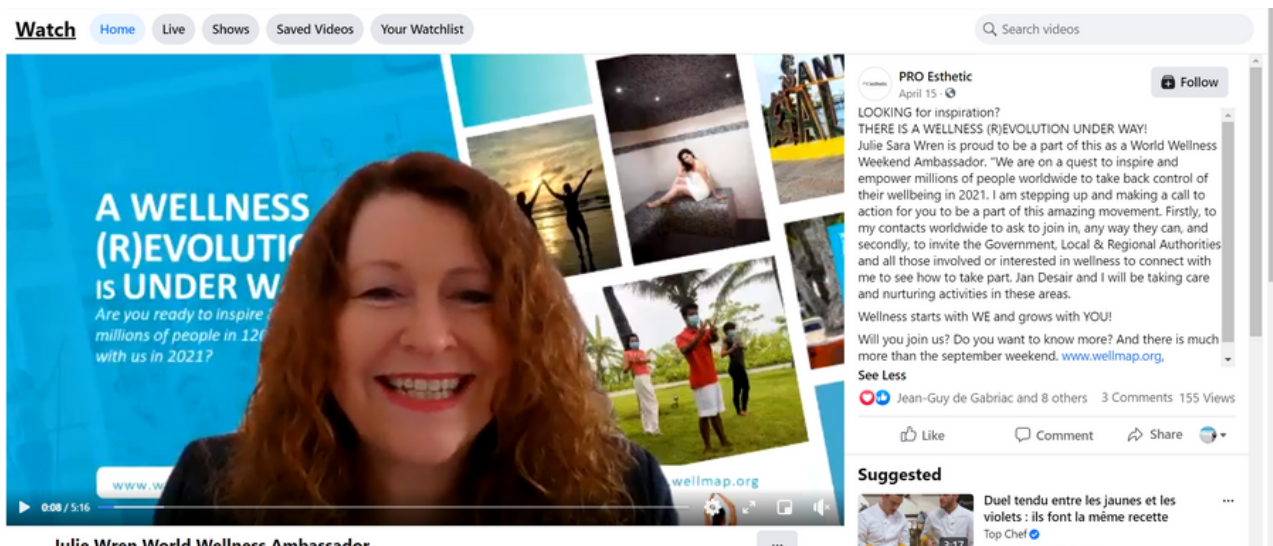 Watch
Home
Live
Shows
Saved Videos
Your Watchlist
Search videos
A WELLNESS
(R)EVOLUTIO
IS UNDER W
Are you ready to inspire
millions of people in 12
with us in 2021?
www.w
wellmap.org
SANT
0:08 / 5:16
Julie Wren World Wellness Ambassador
PRO Esthetic
Follow
April 15
LOOKING for inspiration?
THERE IS A WELLNESS (R)EVOLUTION UNDER WAY!
Julie Sara Wren is proud to be a part of this as a World Wellness
Weekend Ambassador. "We are on a quest to inspire and
empower millions of people worldwide to take back control of
their wellbeing in 2021. I am stepping up and making a call to
action for you to be a part of this amazing movement. Firstly, to
my contacts worldwide to ask to join in, any way they can, and
secondly, to invite the Government, Local & Regional Authorities
and all those involved or interested in wellness to connect with
me to see how to take part. Jan Desair and I will be taking care
and nurturing activities in these areas.
Wellness starts with WE and grows with YOU!
Will you join us? Do you want to know more? And there is much
more than the september weekend. www.wellmap.org,
See Less
Jean-Guy de Gabriac and 8 others
3 Comments 155 Views
Like
Comment
Share
Suggested
Duel tendu entre les jaunes et les
violets : ils font la même recette
Top Chef
3:17